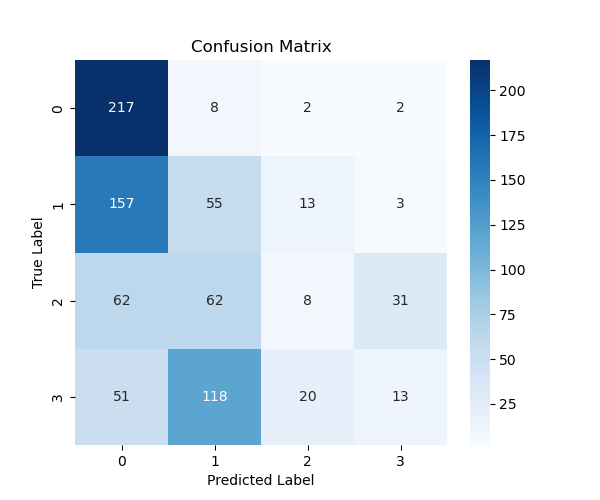 Confusion Matrix
True Label
0 217 8 2 2
1 157 55 13 3
2 62 62 8 31
3 51 118 20 13
0 1 2 3
Predicted Label
200
175
150
125
100
75
50
25